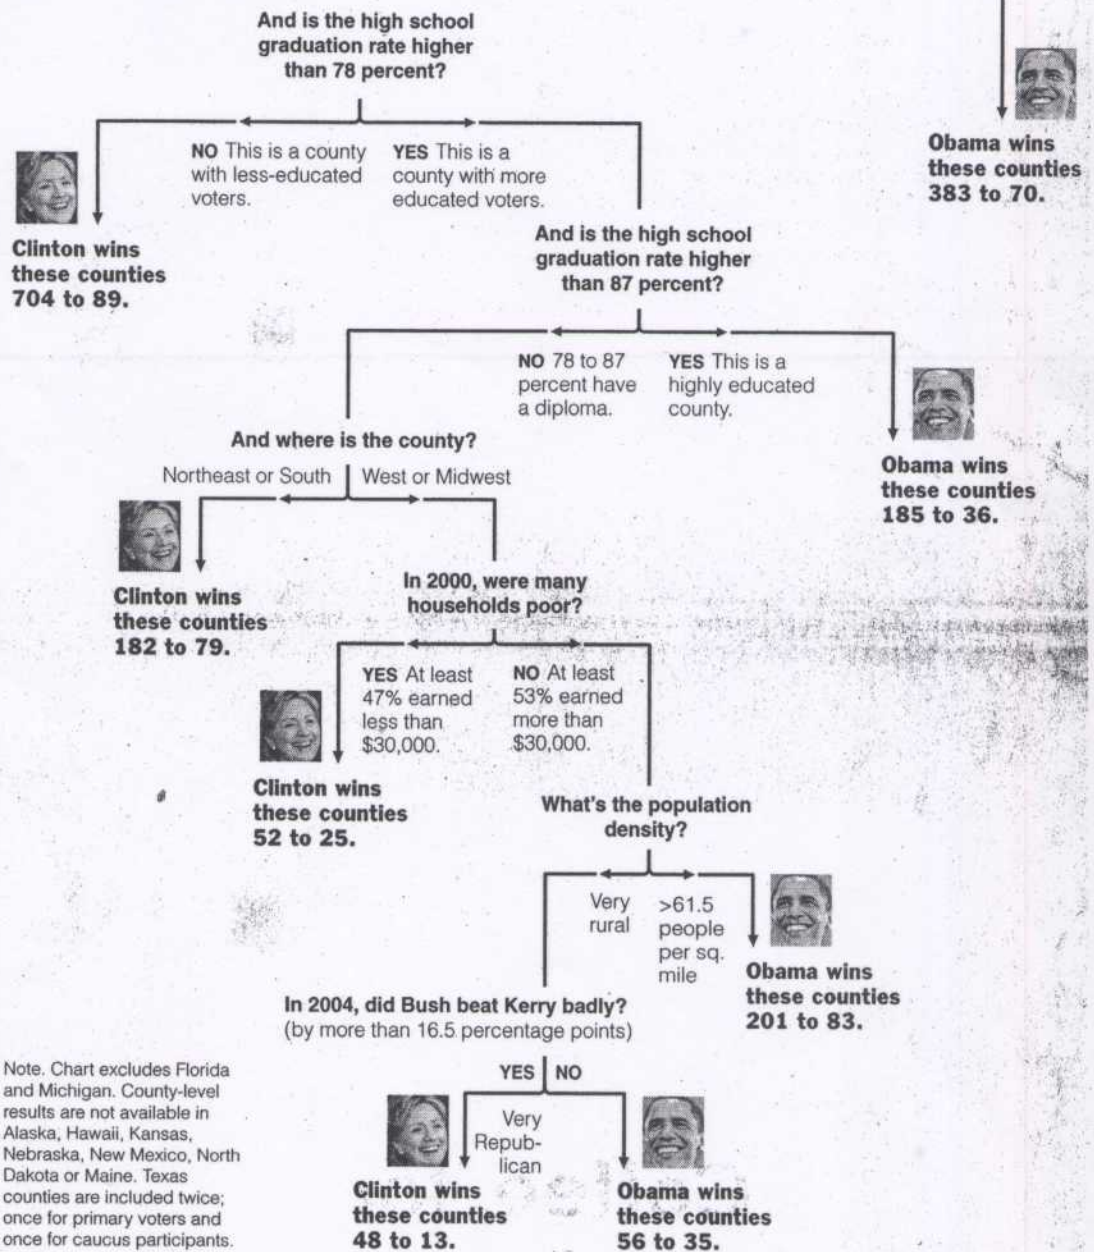 And is the high school
graduation rate higher
than 78 percent?
NO This is a county
with less-educated
voters.
YES This is a
county with more
educated voters.
Obama wins
these counties
383 to 70.
Clinton wins
these counties
704 to 89.
And is the high school
graduation rate higher
than 87 percent?
NO 78 to 87
percent have
a diploma.
YES This is a
highly educated
county.
Obama wins
these counties
185 to 36.
And where is the county?
Northeast or South
West or Midwest
Clinton wins
these counties
182 to 79.
In 2000, were many
households poor?
YES At least
47% earned
less than
$30,000.
NO At least
53% earned
more than
$30,000.
Clinton wins
these counties
52 to 25.
What's the population
density?
Very
rural
>61.5
people
per sq.
mile
Obama wins
these counties
201 to 83.
In 2004, did Bush beat Kerry badly?
(by more than 16.5 percentage points)
YES
NO
Very
Repub-
lican
Clinton wins
these counties
48 to 13.
Obama wins
these counties
56 to 35.
Note. Chart excludes Florida
and Michigan. County-level
results are not available in
Alaska, Hawaii, Kansas,
Nebraska, New Mexico, North
Dakota or Maine. Texas
counties are included twice;
once for primary voters and
once for caucus participants.